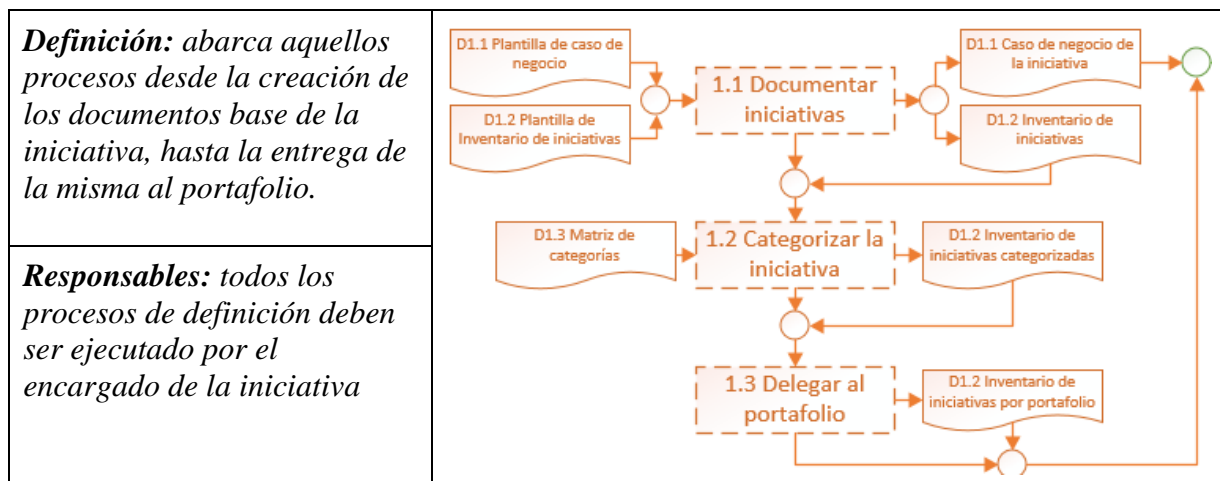 Definición: abarca aquellos
procesos desde la creación de
los documentos base de la
iniciativa, hasta la entrega de
la misma al portafolio.
Responsables: todos los
procesos de definición deben
ser ejecutado por el
encargado de la iniciativa
D1.1 Plantilla de caso de
negocio
D1.2 Plantilla de
Inventario de iniciativas
1.1 Documentar
iniciativas
D1.1 Caso de negocio de
la iniciativa
D1.2 Inventario de
iniciativas
D1.3 Matriz de
categorías
1.2 Categorizar la
iniciativa
D1.2 Inventario de
iniciativas categorizadas
1.3 Delegar al
portafolio
D1.2 Inventario de
iniciativas por portafolio